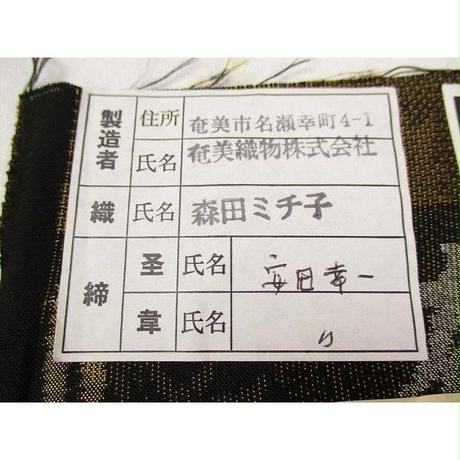 製造者 住所 奄美市名瀬幸町4-1
氏名 奄美織物株式会社
織 氏名 森田ミチ子
締 圣 氏名 安田幸一
韋 氏名 〃